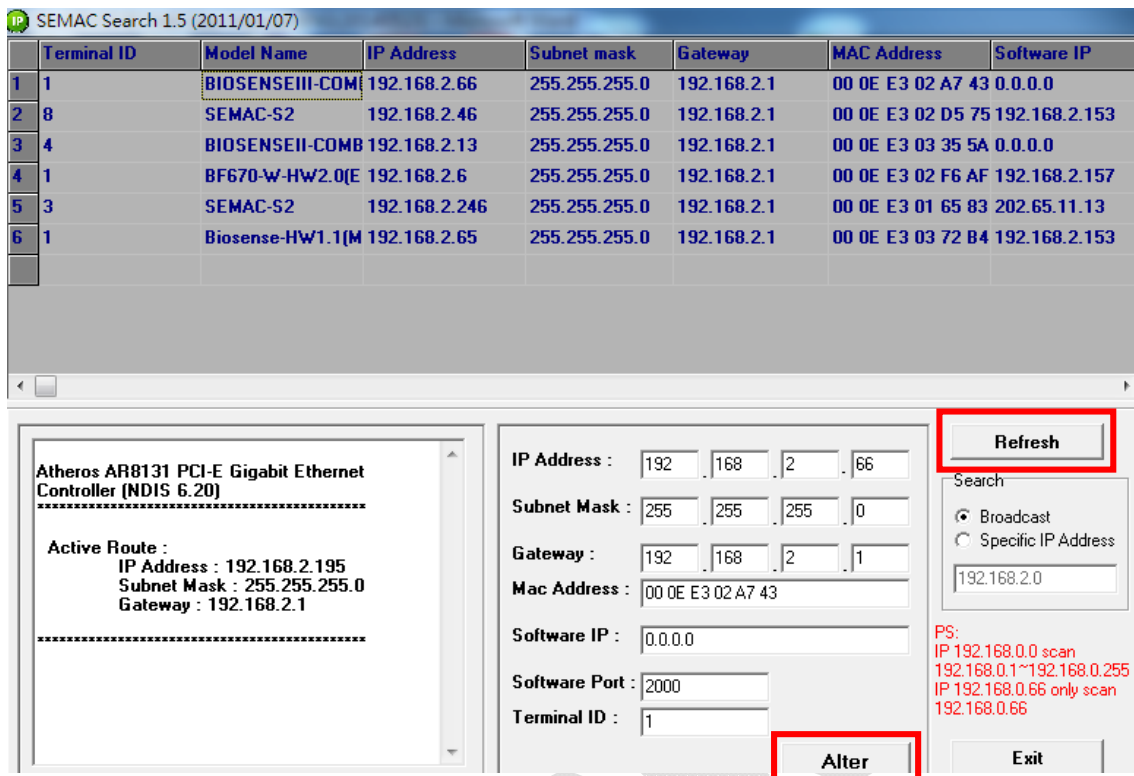 SEMAC Search 1.5 (2011/01/07)
Terminal ID Model Name IP Address Subnet mask Gateway MAC Address Software IP
1 1 BIOSENSEIII-COM 192.168.2.66 255.255.255.0 192.168.2.1 00 0E E3 02 A7 43 0.0.0.0
2 8 SEMAC-S2 192.168.2.46 255.255.255.0 192.168.2.1 00 0E E3 02 D5 75 192.168.2.153
3 4 BIOSENSEII-COMB 192.168.2.13 255.255.255.0 192.168.2.1 00 0E E3 03 35 5A 0.0.0.0
4 1 BF670-W-HW2.0(E 192.168.2.6 255.255.255.0 192.168.2.1 00 0E E3 02 F6 AF 192.168.2.157
5 3 SEMAC-S2 192.168.2.246 255.255.255.0 192.168.2.1 00 0E E3 01 65 83 202.65.11.13
6 1 Biosense-HW1.1(M 192.168.2.65 255.255.255.0 192.168.2.1 00 0E E3 03 72 B4 192.168.2.153
Atheros AR8131 PCI-E Gigabit Ethernet
Controller (NDIS 6.20)
***********************************************
Active Route :
IP Address : 192.168.2.195
Subnet Mask : 255.255.255.0
Gateway : 192.168.2.1
***********************************************
IP Address : 192 . 168 . 2 . 66
Subnet Mask : 255 . 255 . 255 . 0
Gateway : 192 . 168 . 2 . 1
Mac Address : 00 0E E3 02 A7 43
Software IP : 0.0.0.0
Software Port : 2000
Terminal ID : 1
Alter
Refresh
Search
Broadcast
Specific IP Address
192.168.2.0
PS:
IP 192.168.0.0 scan
192.168.0.1~192.168.0.255
IP 192.168.0.66 only scan
192.168.0.66
Exit